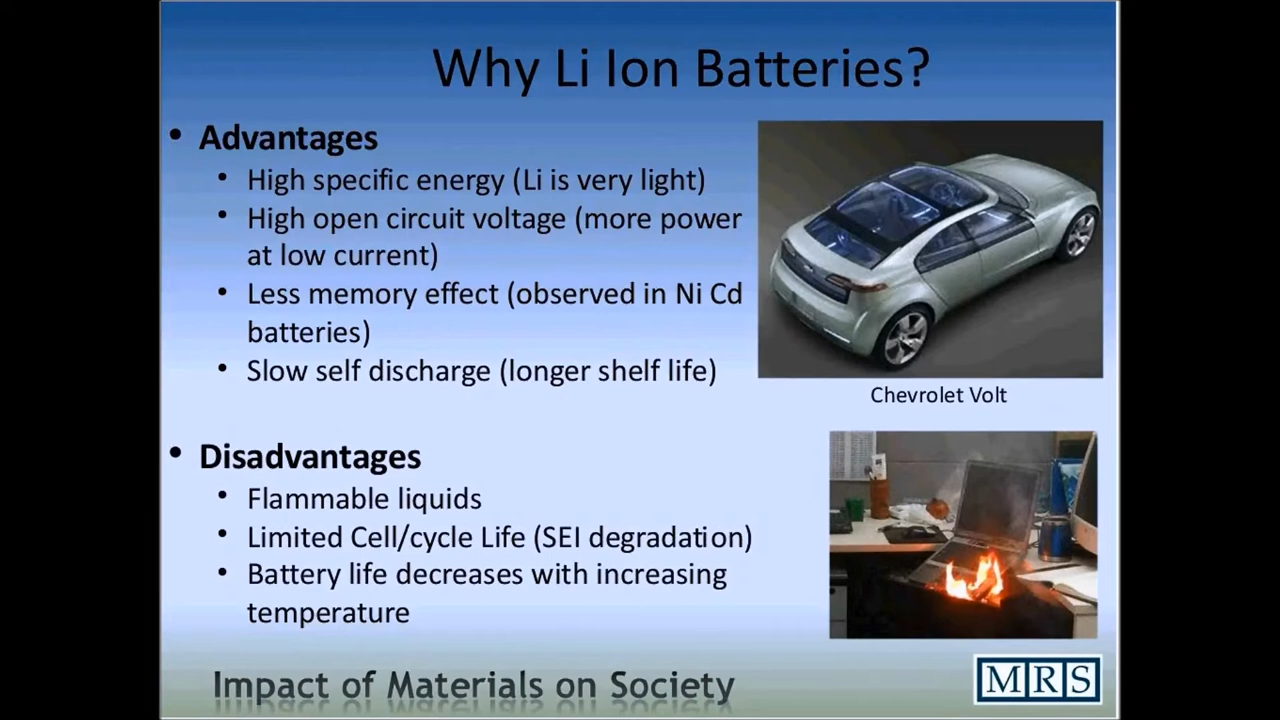 Why Li Ion Batteries?
• Advantages
• High specific energy (Li is very light)
• High open circuit voltage (more power
at low current)
• Less memory effect (observed in Ni Cd
batteries)
• Slow self discharge (longer shelf life)
Chevrolet Volt
• Disadvantages
• Flammable liquids
• Limited Cell/cycle Life (SEI degradation)
• Battery life decreases with increasing
temperature
Impact of Materials on Society
MRS